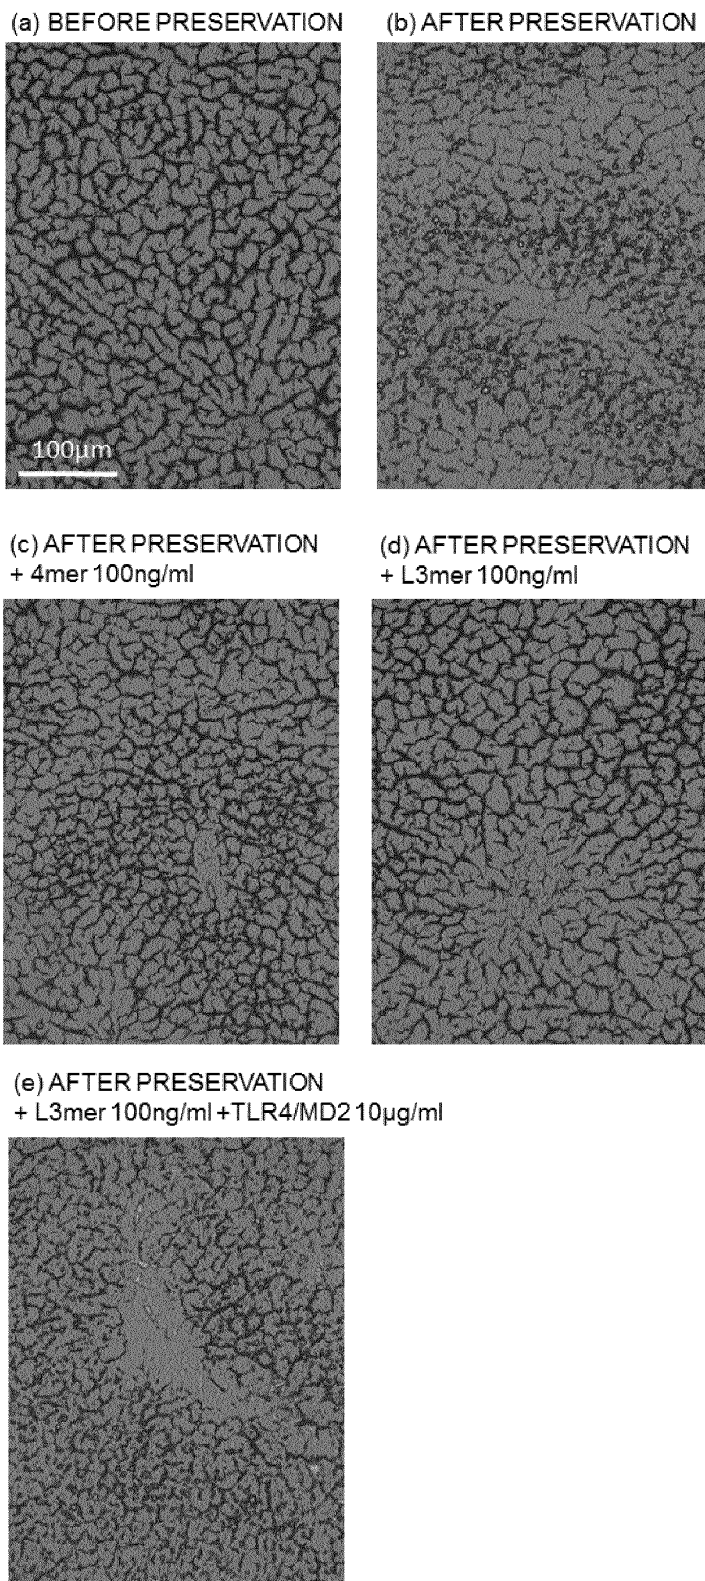 (a) BEFORE PRESERVATION
(b) AFTER PRESERVATION
100μm
(c) AFTER PRESERVATION
+ 4mer 100ng/ml
(d) AFTER PRESERVATION
+ L3mer 100ng/ml
(e) AFTER PRESERVATION
+ L3mer 100ng/ml +TLR4/MD2 10μg/ml